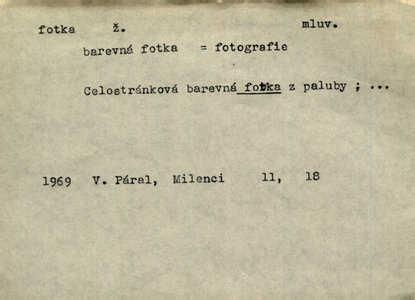 fotka ž. mluv.
barevná fotka = fotografie
Celostránková barevná fotka z paluby ; ...
1969 V. Páral, Milenci 11, 18